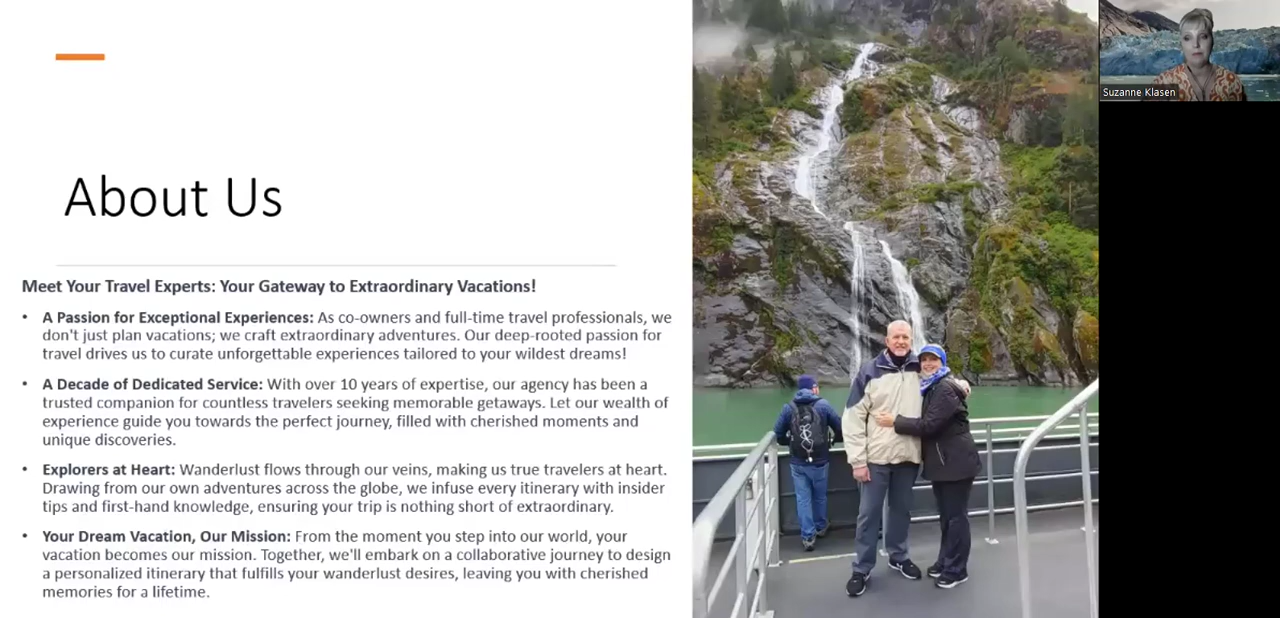 About Us
Meet Your Travel Experts: Your Gateway to Extraordinary Vacations!
• A Passion for Exceptional Experiences: As co-owners and full-time travel professionals, we
don't just plan vacations; we craft extraordinary adventures. Our deep-rooted passion for
travel drives us to curate unforgettable experiences tailored to your wildest dreams!
• A Decade of Dedicated Service: With over 10 years of expertise, our agency has been a
trusted companion for countless travelers seeking memorable getaways. Let our wealth of
experience guide you towards the perfect journey, filled with cherished moments and
unique discoveries.
• Explorers at Heart: Wanderlust flows through our veins, making us true travelers at heart.
Drawing from our own adventures across the globe, we infuse every itinerary with insider
tips and first-hand knowledge, ensuring your trip is nothing short of extraordinary.
• Your Dream Vacation, Our Mission: From the moment you step into our world, your
vacation becomes our mission. Together, we'll embark on a collaborative journey to design
a personalized itinerary that fulfills your wanderlust desires, leaving you with cherished
memories for a lifetime.
Suzanne Klasen